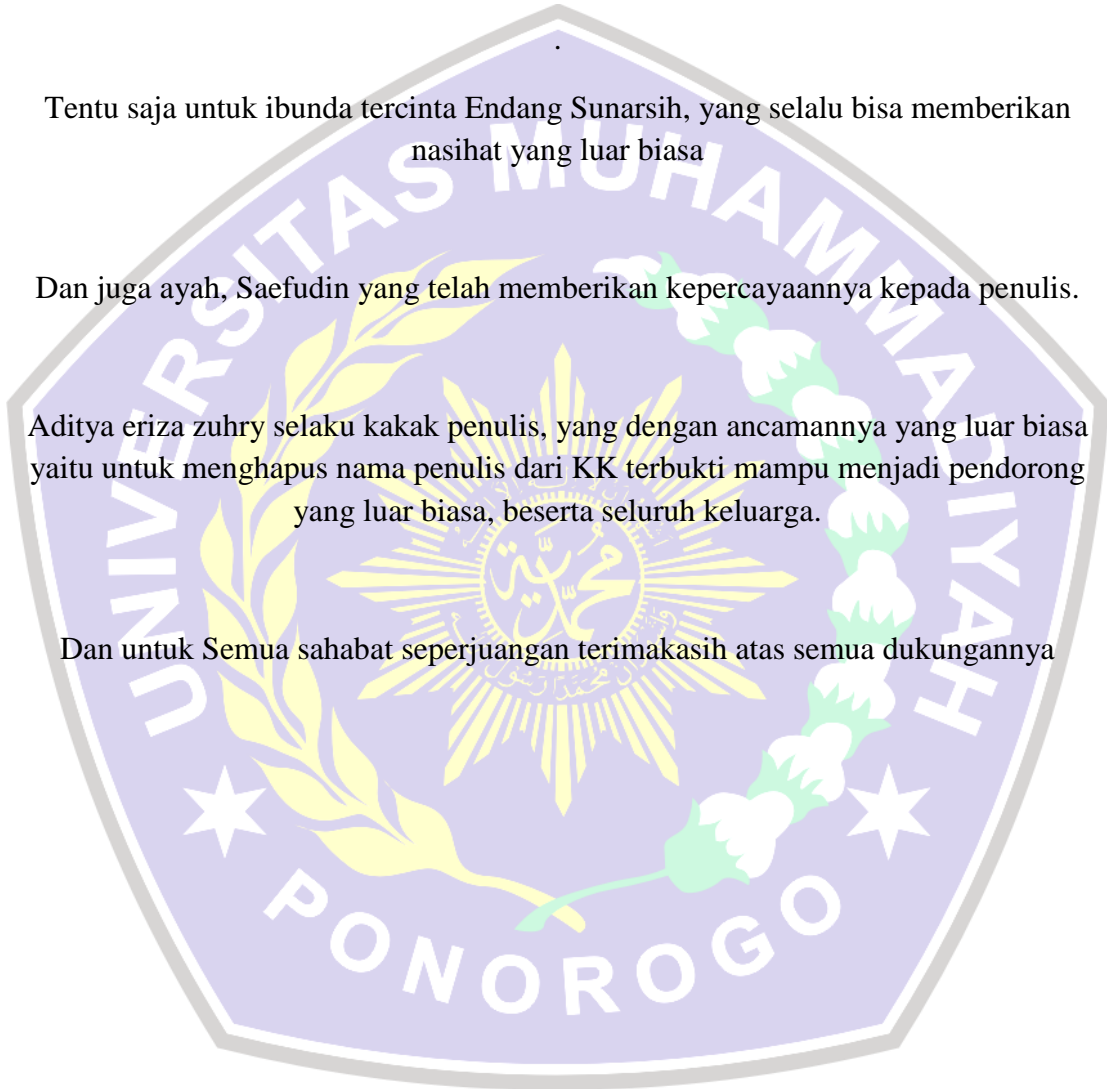 .
Tentu saja untuk ibunda tercinta Endang Sunarsih, yang selalu bisa memberikan
nasihat yang luar biasa
Dan juga ayah, Saefudin yang telah memberikan kepercayaannya kepada penulis.
Aditya eriza zuhry selaku kakak penulis, yang dengan ancamannya yang luar biasa
yaitu untuk menghapus nama penulis dari KK terbukti mampu menjadi pendorong
yang luar biasa, beserta seluruh keluarga.
Dan untuk Semua sahabat seperjuangan terimakasih atas semua dukungannya
UNIVERSITAS MUHAMMADIYAH
PONOROGO
محمدية